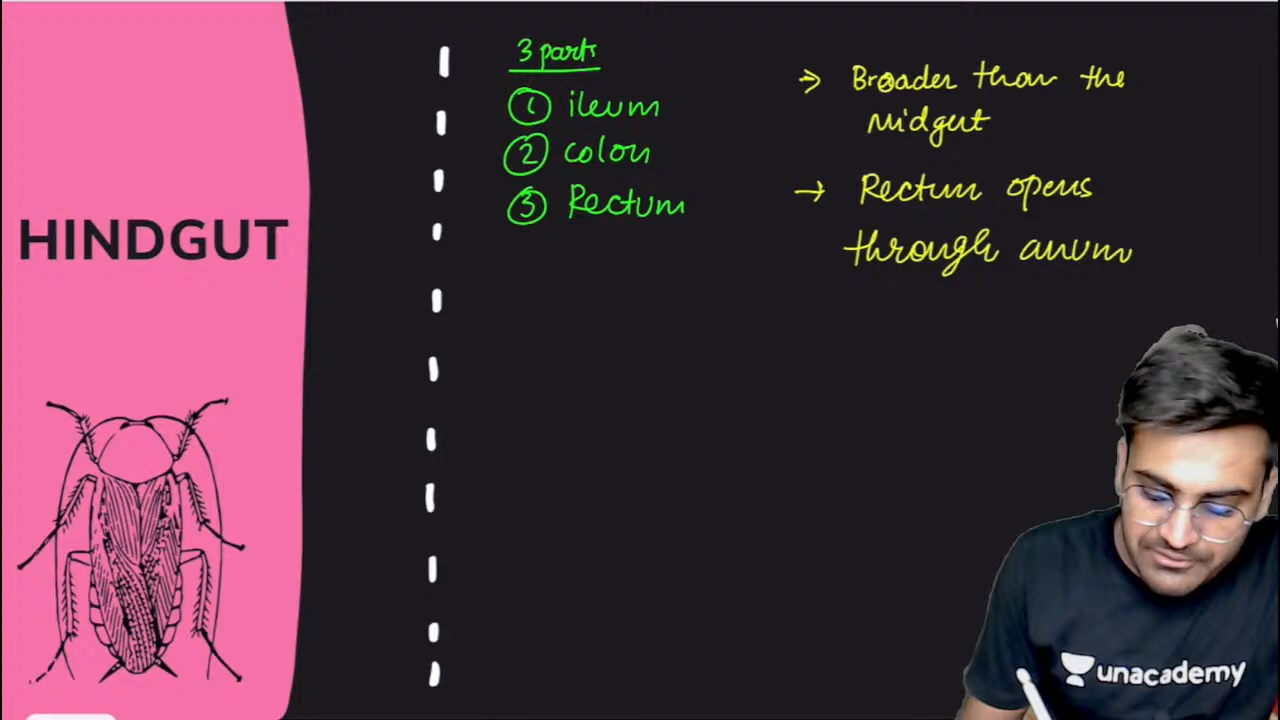 HINDGUT
3 parts
1 ileum
2 colon
3 Rectum
→ Broader than the
midgut
→ Rectum opens
through anum
unacademy